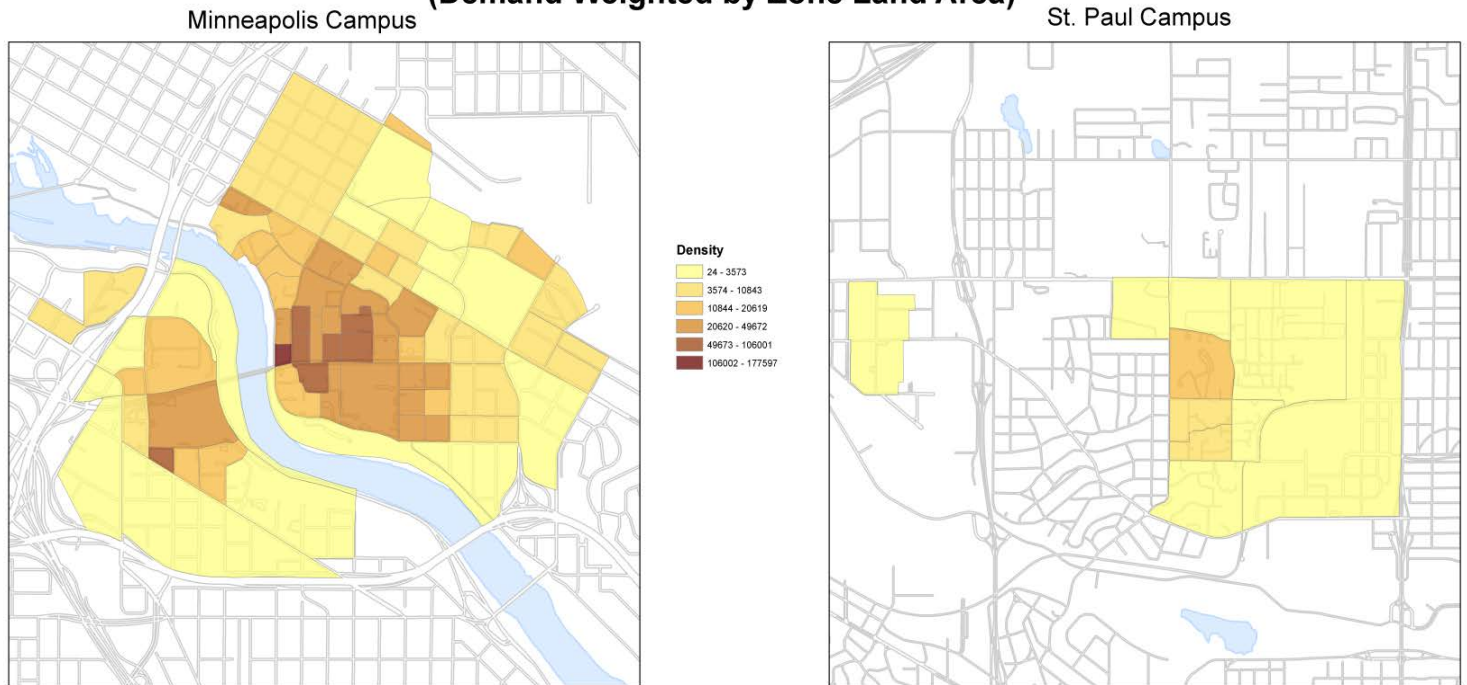 (Demand Weighted by Zone Land Area)
Minneapolis Campus
St. Paul Campus
Density
24 - 3573
3574 - 10843
10844 - 20619
20620 - 49672
49673 - 106001
106002 - 177597